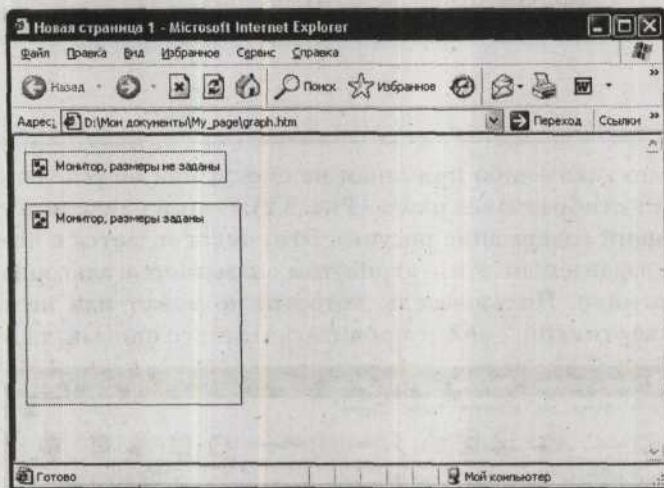 Новая страница 1 - Microsoft Internet Explorer
Файл Правка Вид Избранное Сервис Справка
Назад Поиск Избранное
Адрес: D:\Мои документы\My_page\graph.htm Переход Ссылки
Монитор, размеры не заданы
Монитор, размеры заданы
Готово Мой компьютер